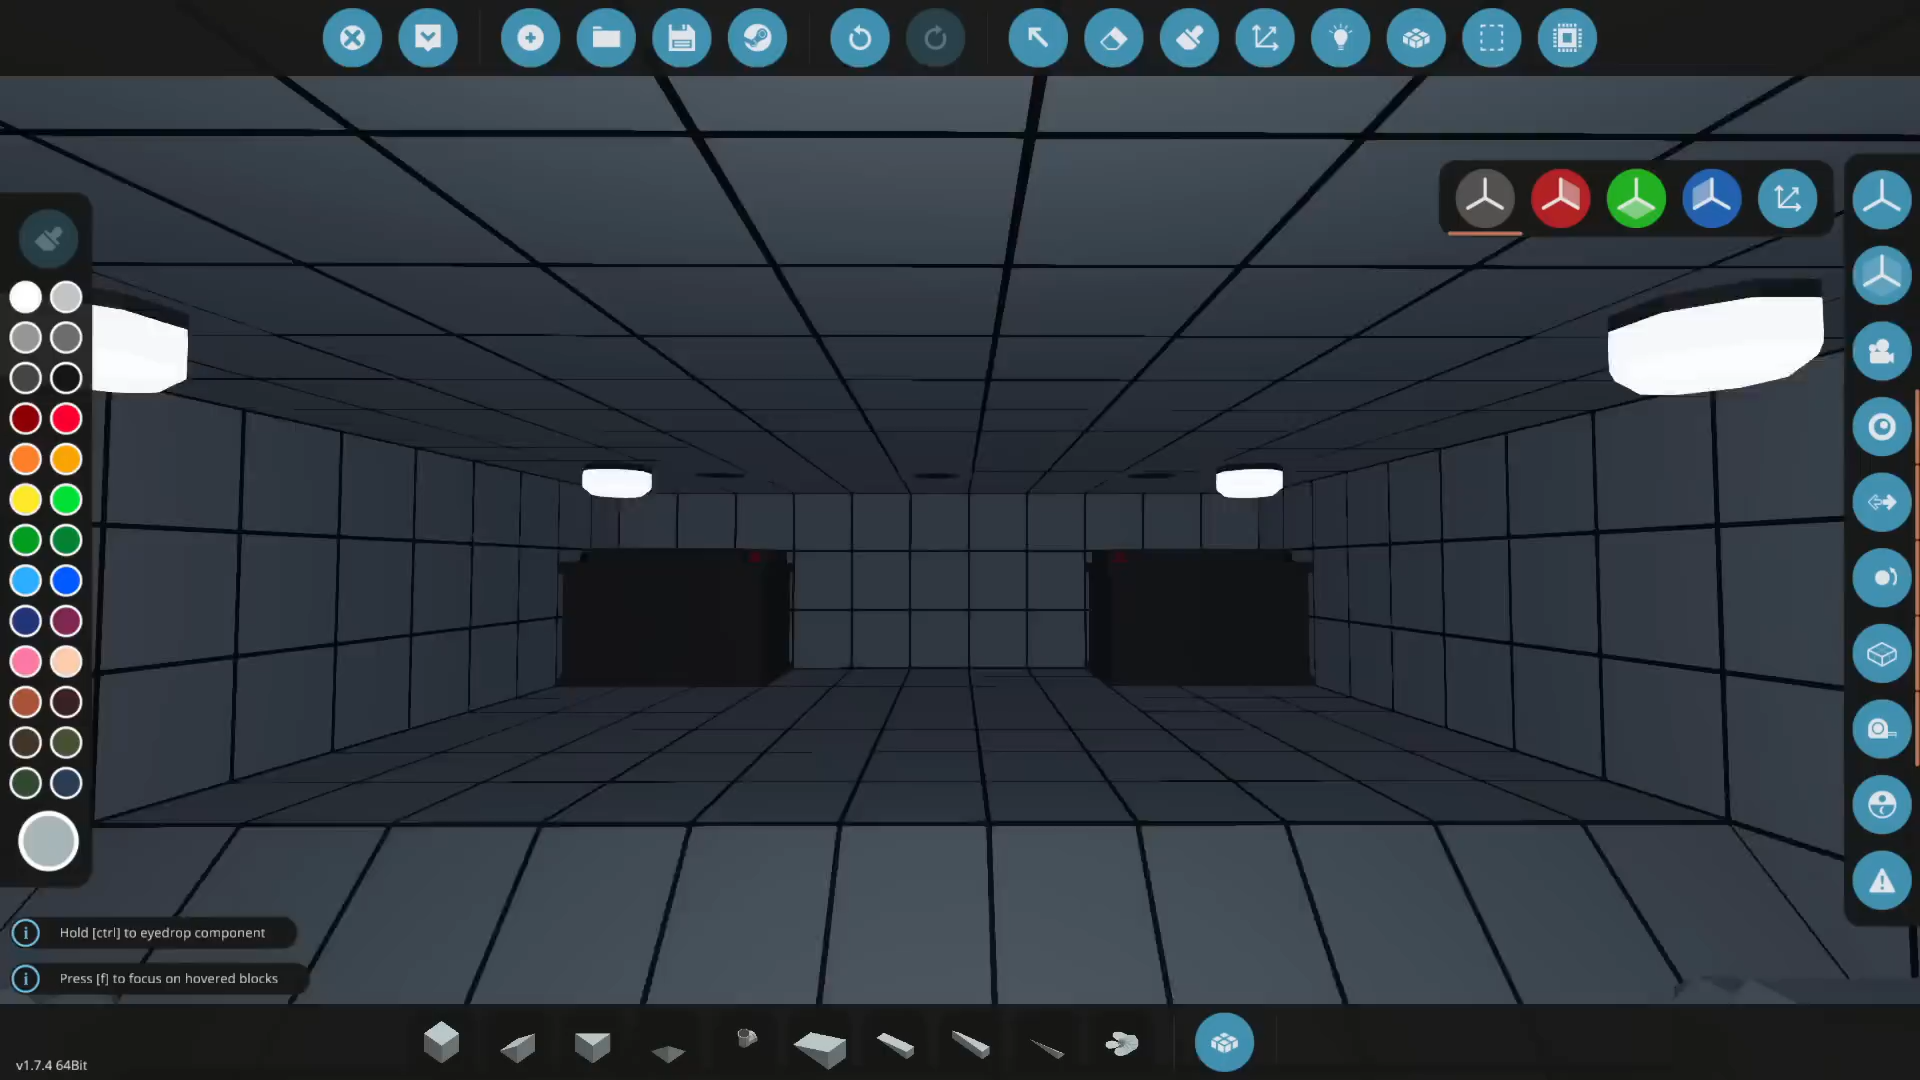 Hold [ctrl] to eyedrop component
Press [f] to focus on hovered blocks
v1.7.4 64Bit